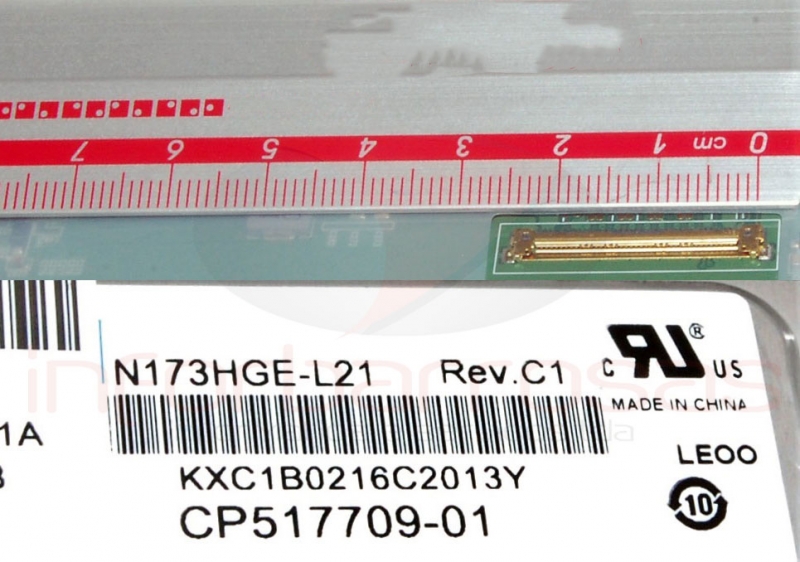 7 6 5 4 3 2 1 cm 0
N173HGE-L21 Rev.C1
c RU ® US
MADE IN CHINA
1A
KXC1B0216C2013Y
LEOO
CP517709-01
10